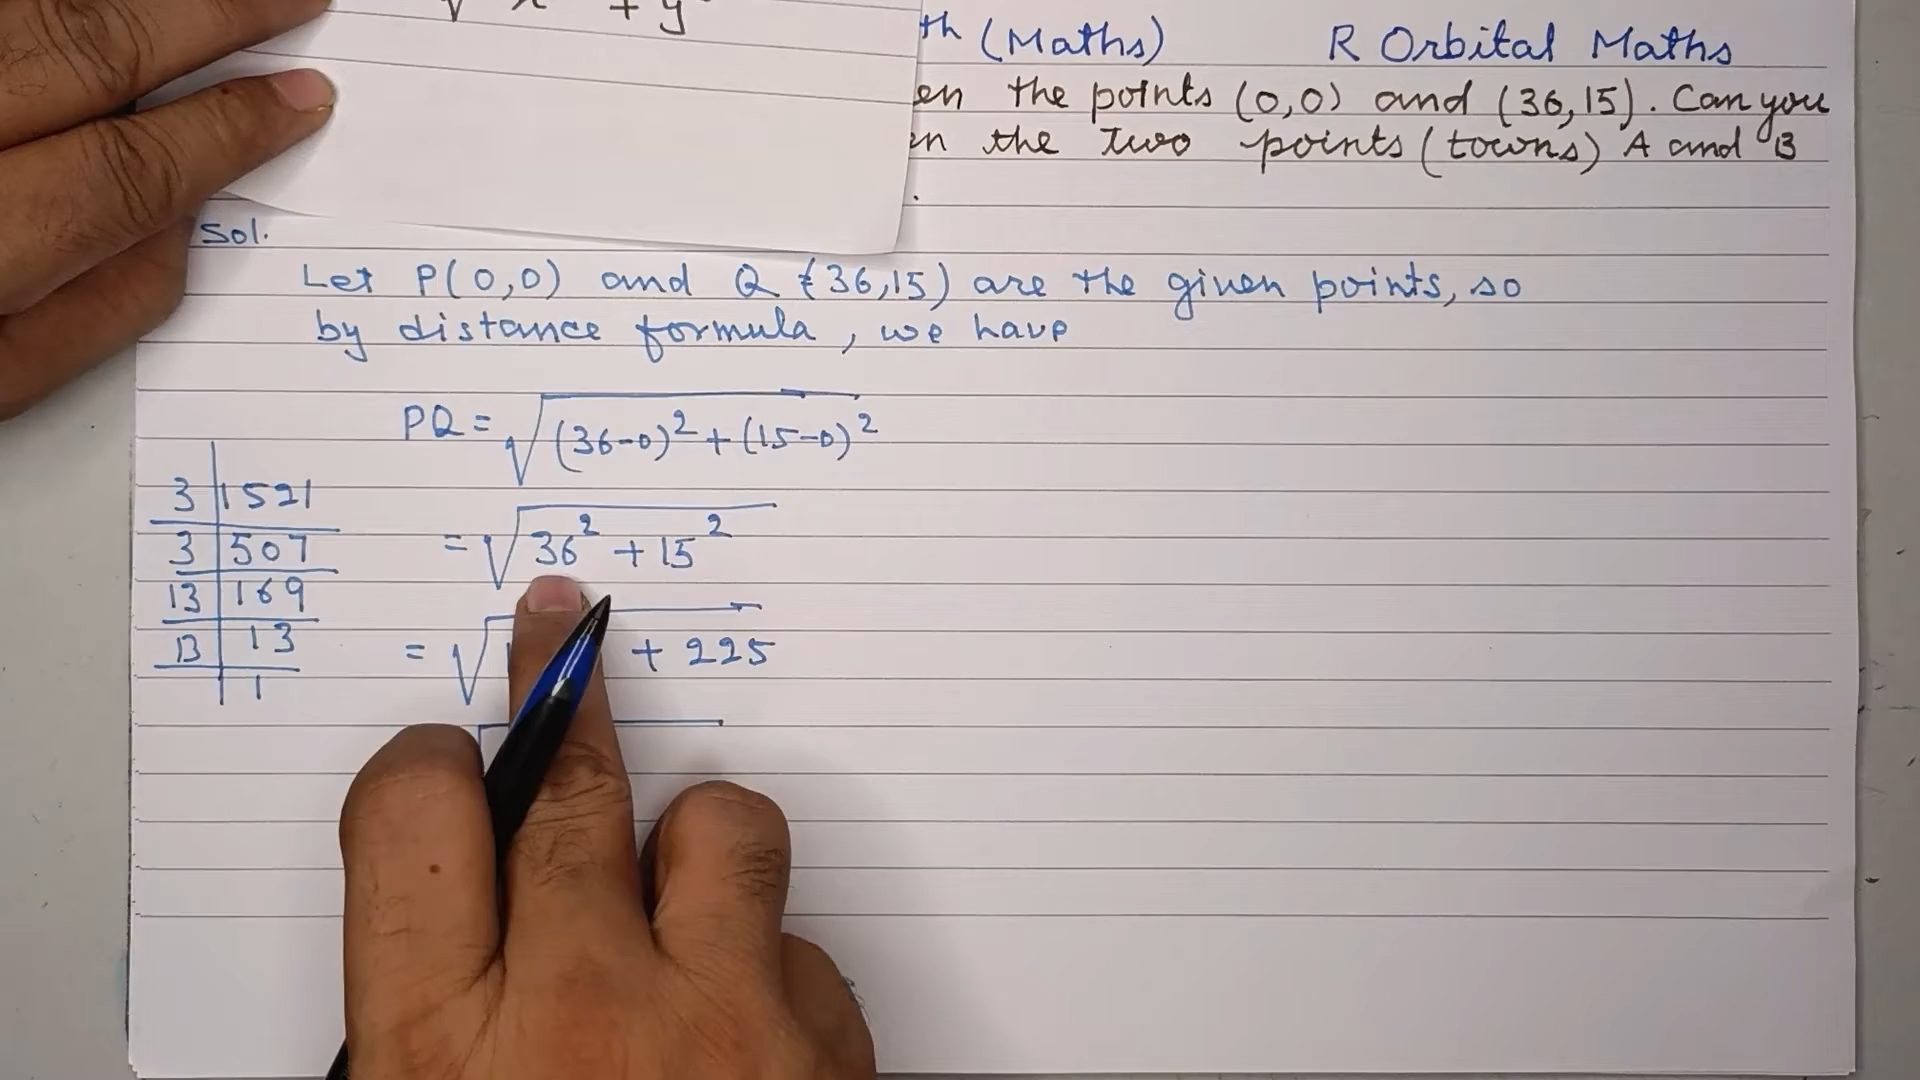 √x + y
th (Maths) R Orbital Maths
en the points (0,0) and (36,15). Can you
en the two points (towns) A and B
.
Sol.
Let P(0,0) and Q (36,15) are the given points, so
by distance formula, we have
PQ = √(36-0)² + (15-0)²
3 1521
= √36² + 15²
3 507
13 169
= √ + 225
13 13
1